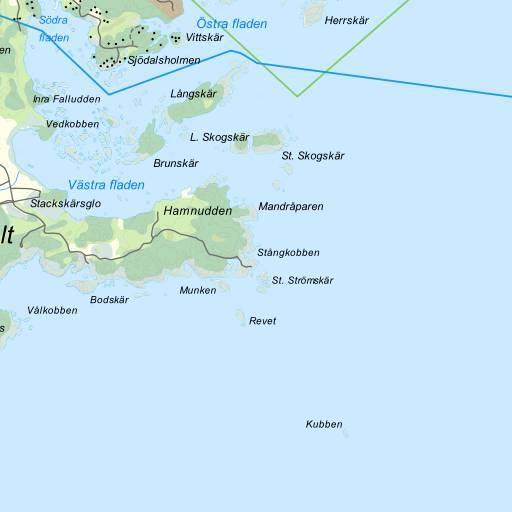 Södra
fladen
Östra fladen
Herrskär
Vittskär
Sjödalsholmen
Långskär
Inra Falludden
Vedkobben
L. Skogskär
St. Skogskär
Brunskär
Västra fladen
Stackskärsglo
Hamnudden
Mandråparen
lt
Stångkobben
St. Strömskär
Munken
Bodskär
Vålkobben
Revet
Kubben
en
s